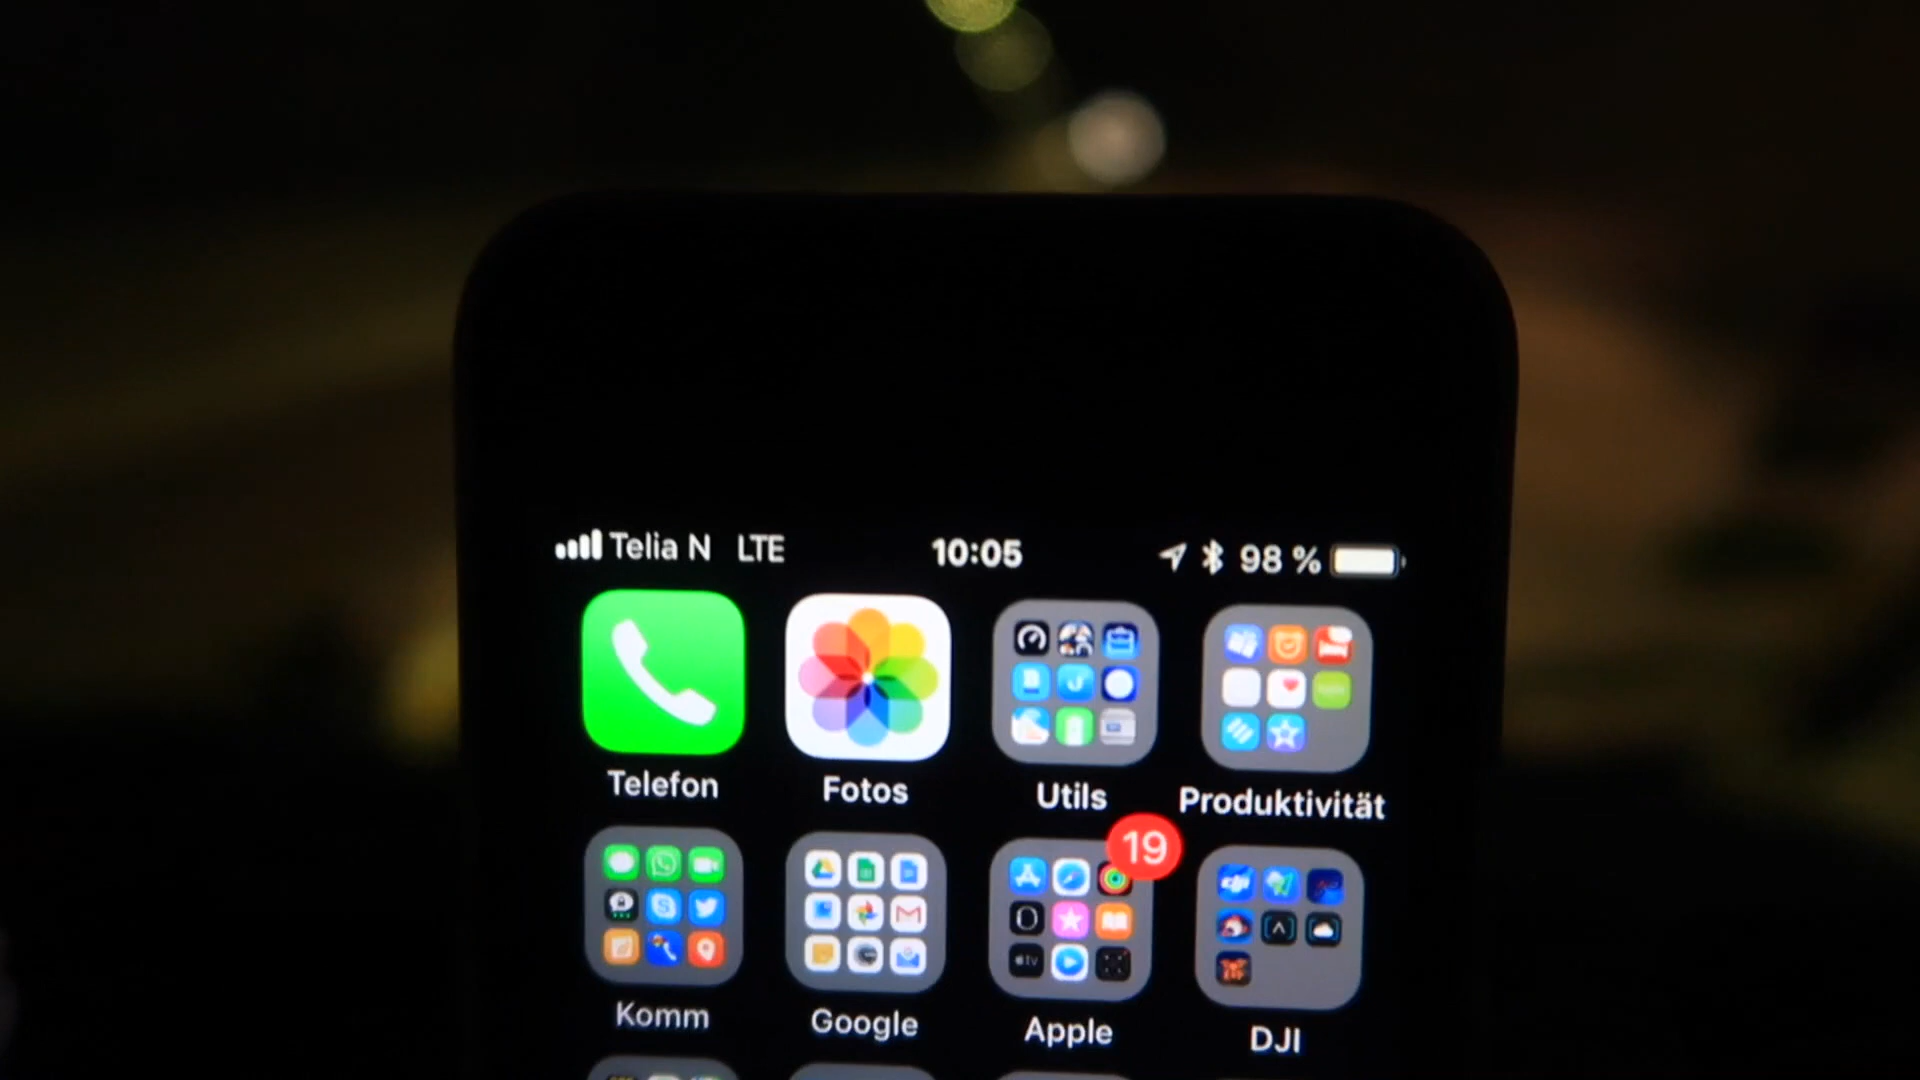 Telia N LTE 10:05 98 %
Telefon Fotos Utils Produktivität
19
Komm Google Apple DJI